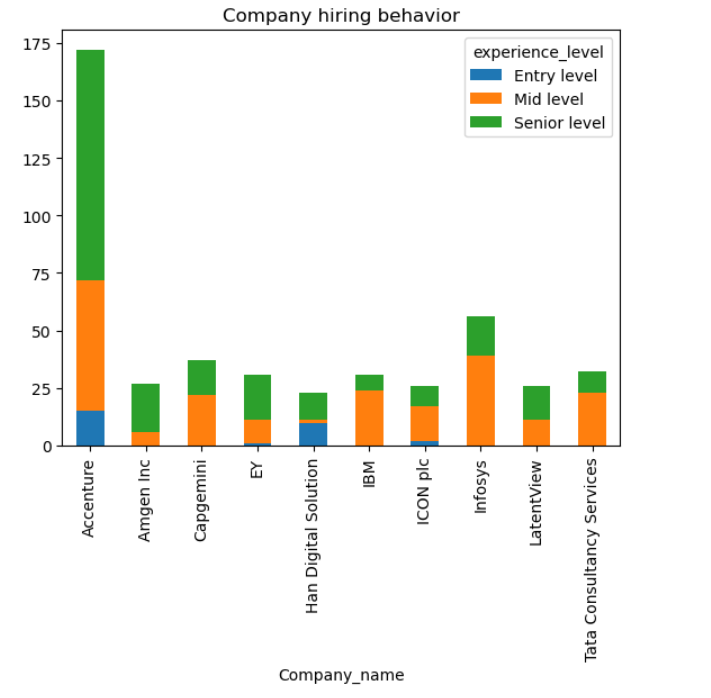 Company hiring behavior
175
150
125
100
75
50
25
0
experience_level
Entry level
Mid level
Senior level
Accenture
Amgen Inc
Capgemini
EY
Han Digital Solution
IBM
ICON plc
Infosys
LatentView
Tata Consultancy Services
Company_name